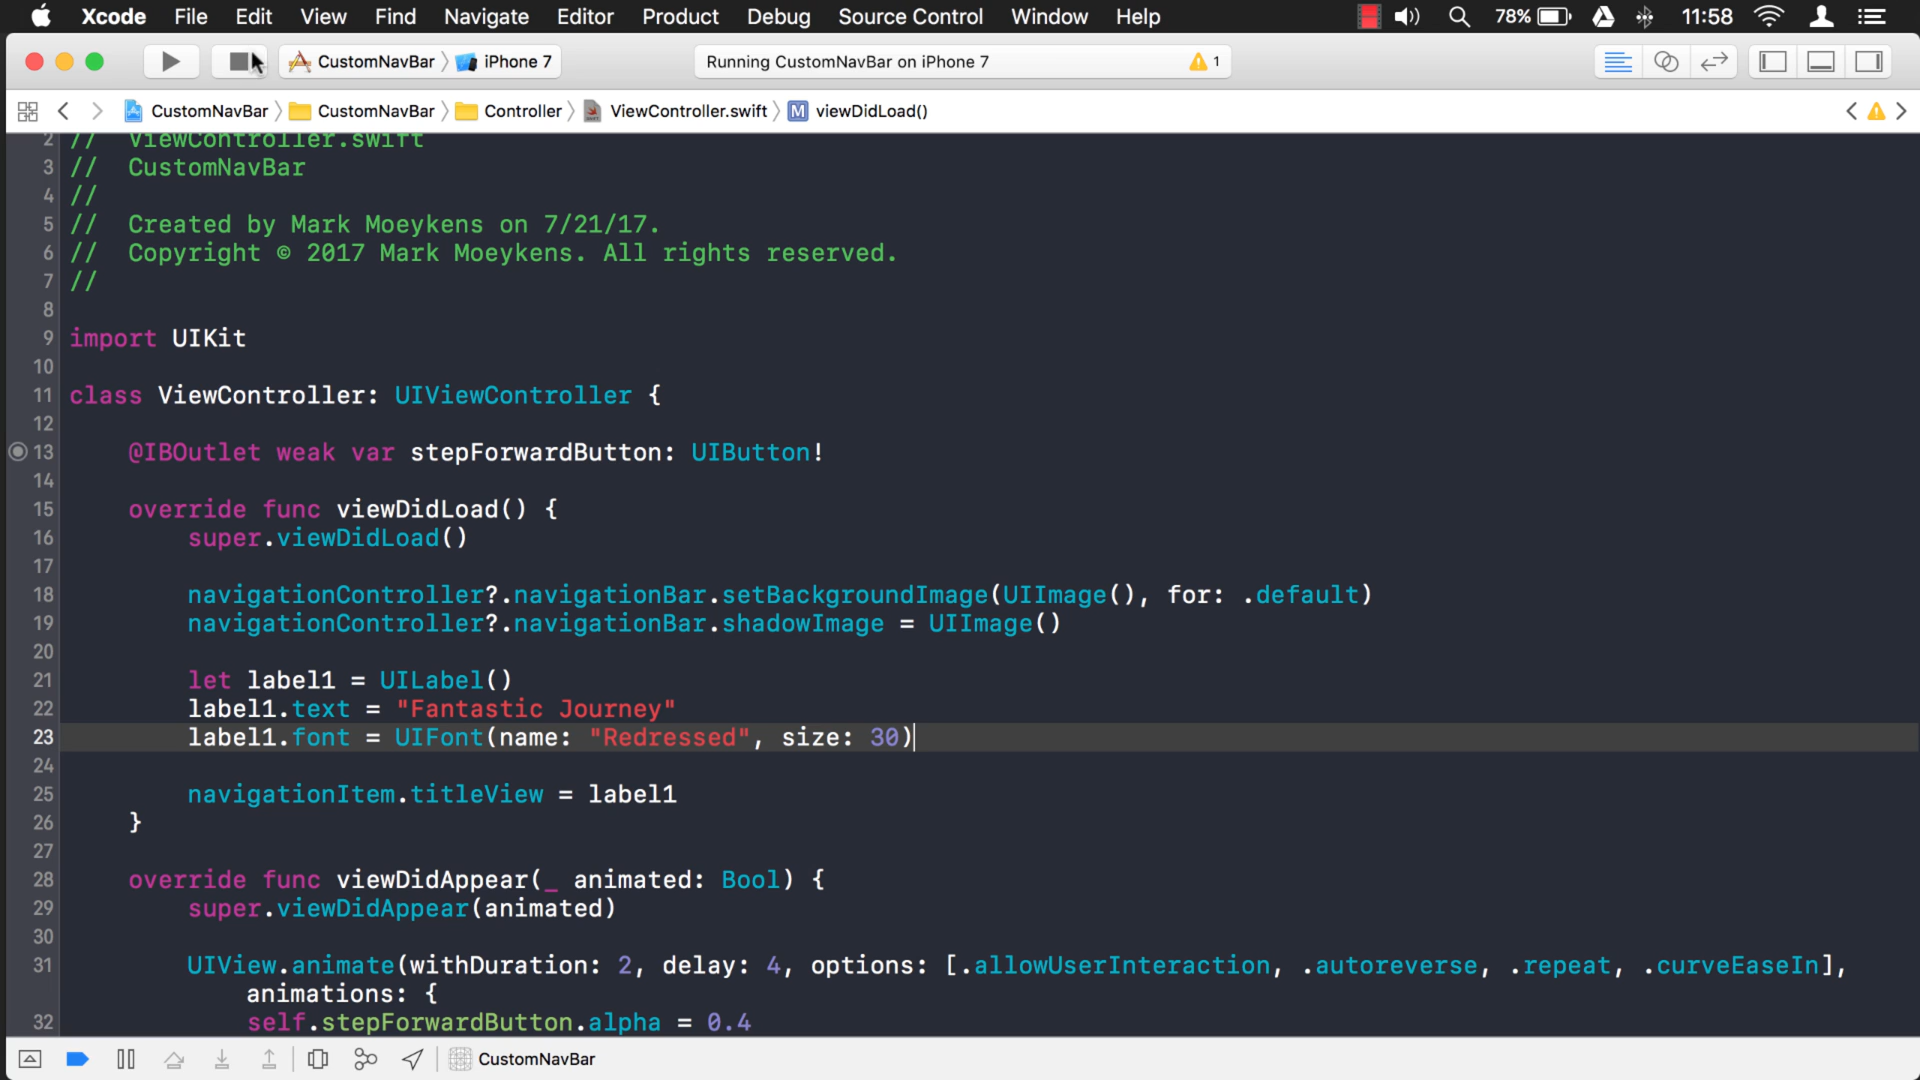 Xcode File Edit View Find Navigate Editor Product Debug Source Control Window Help 78% 11:58
CustomNavBar iPhone 7 Running CustomNavBar on iPhone 7 1
CustomNavBar CustomNavBar Controller ViewController.swift M viewDidLoad()
2 // ViewController.swift
3 // CustomNavBar
4 //
5 // Created by Mark Moeykens on 7/21/17.
6 // Copyright © 2017 Mark Moeykens. All rights reserved.
7 //
8
9 import UIKit
10
11 class ViewController: UIViewController {
12
13 @IBOutlet weak var stepForwardButton: UIButton!
14
15 override func viewDidLoad() {
16 super.viewDidLoad()
17
18 navigationController?.navigationBar.setBackgroundImage(UIImage(), for: .default)
19 navigationController?.navigationBar.shadowImage = UIImage()
20
21 let label1 = UILabel()
22 label1.text = "Fantastic Journey"
23 label1.font = UIFont(name: "Redressed", size: 30)
24
25 navigationItem.titleView = label1
26 }
27
28 override func viewDidAppear(_ animated: Bool) {
29 super.viewDidAppear(animated)
30
31 UIView.animate(withDuration: 2, delay: 4, options: [.allowUserInteraction, .autoreverse, .repeat, .curveEaseIn],
animations: {
32 self.stepForwardButton.alpha = 0.4
CustomNavBar